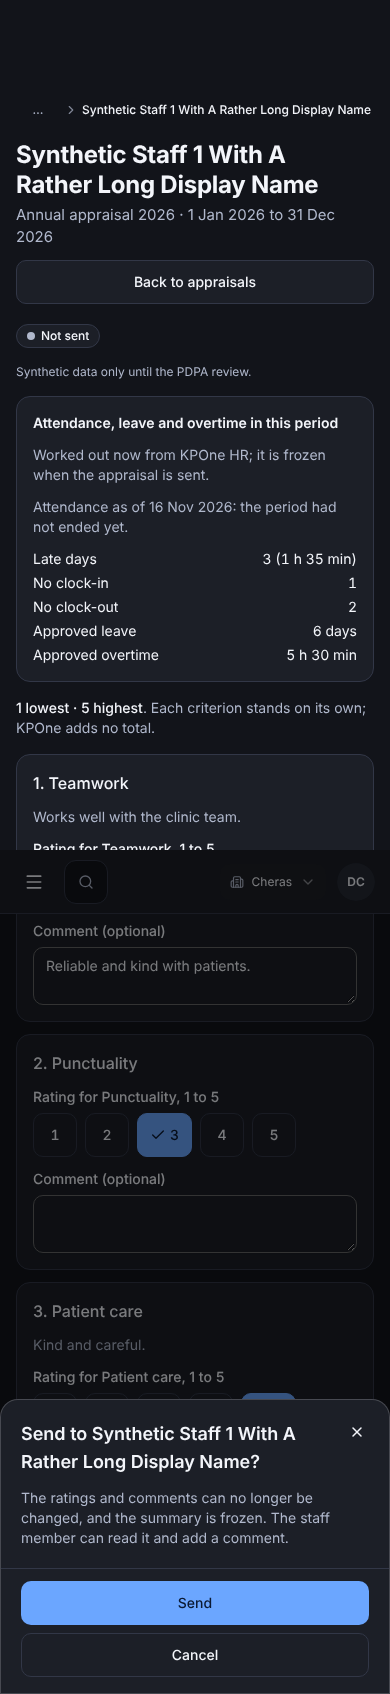 ... > Synthetic Staff 1 With A Rather Long Display Name
Synthetic Staff 1 With A
Rather Long Display Name
Annual appraisal 2026 · 1 Jan 2026 to 31 Dec
2026
Back to appraisals
Not sent
Synthetic data only until the PDPA review.
Attendance, leave and overtime in this period
Worked out now from KPOne HR; it is frozen
when the appraisal is sent.
Attendance as of 16 Nov 2026: the period had
not ended yet.
Late days 3 (1 h 35 min)
No clock-in 1
No clock-out 2
Approved leave 6 days
Approved overtime 5 h 30 min
1 lowest · 5 highest. Each criterion stands on its own;
KPOne adds no total.
1. Teamwork
Works well with the clinic team.
Rating for Teamwork, 1 to 5
Cheras DC
Comment (optional)
Reliable and kind with patients.
2. Punctuality
Rating for Punctuality, 1 to 5
1 2 3 4 5
Comment (optional)
3. Patient care
Kind and careful.
Rating for Patient care, 1 to 5
Send to Synthetic Staff 1 With A
Rather Long Display Name?
The ratings and comments can no longer be
changed, and the summary is frozen. The staff
member can read it and add a comment.
Send
Cancel